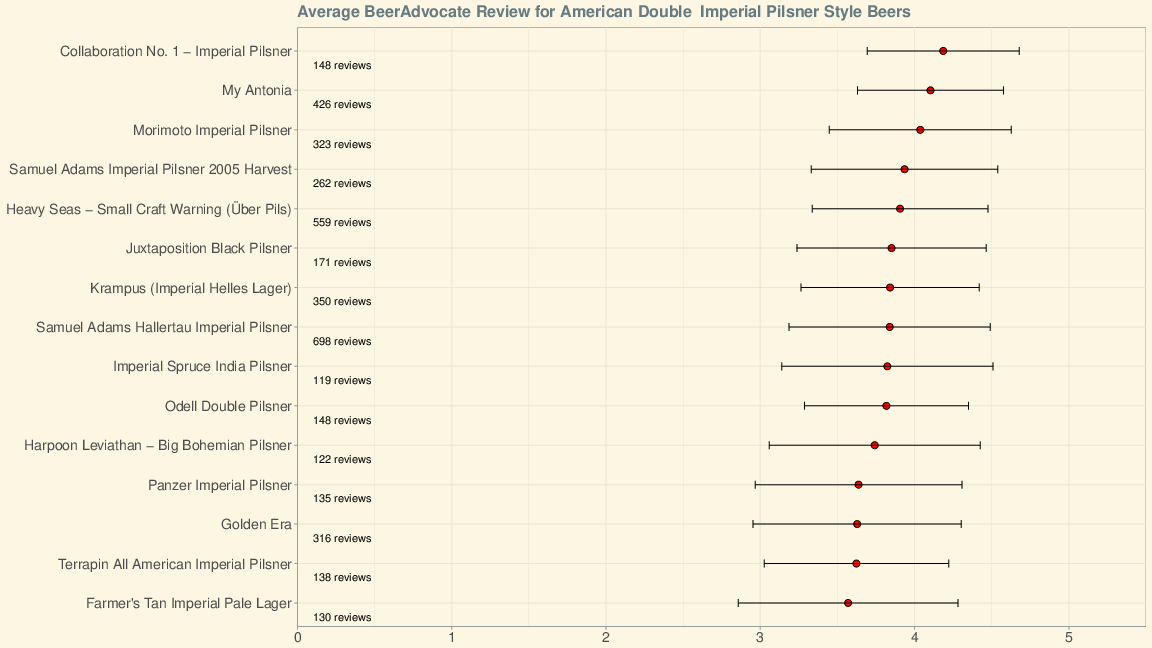 Average BeerAdvocate Review for American Double  Imperial Pilsner Style Beers
Collaboration No. 1 – Imperial Pilsner
148 reviews
My Antonia
426 reviews
Morimoto Imperial Pilsner
323 reviews
Samuel Adams Imperial Pilsner 2005 Harvest
262 reviews
Heavy Seas – Small Craft Warning (Über Pils)
559 reviews
Juxtaposition Black Pilsner
171 reviews
Krampus (Imperial Helles Lager)
350 reviews
Samuel Adams Hallertau Imperial Pilsner
698 reviews
Imperial Spruce India Pilsner
119 reviews
Odell Double Pilsner
148 reviews
Harpoon Leviathan – Big Bohemian Pilsner
122 reviews
Panzer Imperial Pilsner
135 reviews
Golden Era
316 reviews
Terrapin All American Imperial Pilsner
138 reviews
Farmer's Tan Imperial Pale Lager
130 reviews
0 1 2 3 4 5